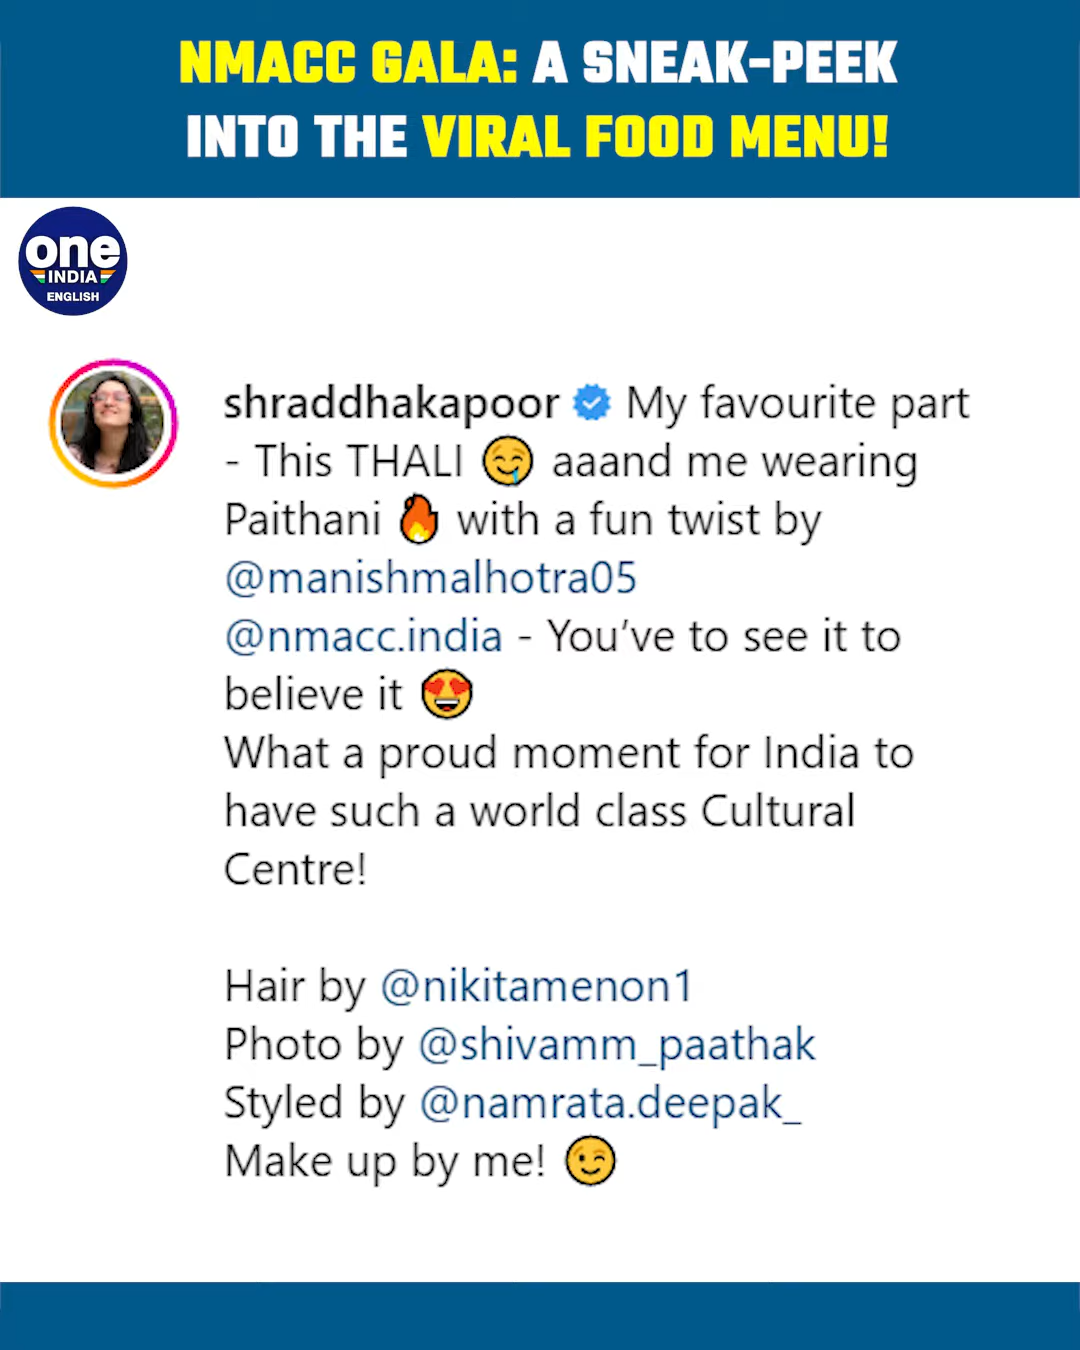 NMACC GALA: A SNEAK-PEEK
INTO THE VIRAL FOOD MENU!
one
INDIA
ENGLISH
shraddhakapoor My favourite part
- This THALI 🤤 aaand me wearing
Paithani 🔥 with a fun twist by
@manishmalhotra05
@nmacc.india - You’ve to see it to
believe it 😍
What a proud moment for India to
have such a world class Cultural
Centre!
Hair by @nikitamenon1
Photo by @shivamm_paathak
Styled by @namrata.deepak_
Make up by me! 😉